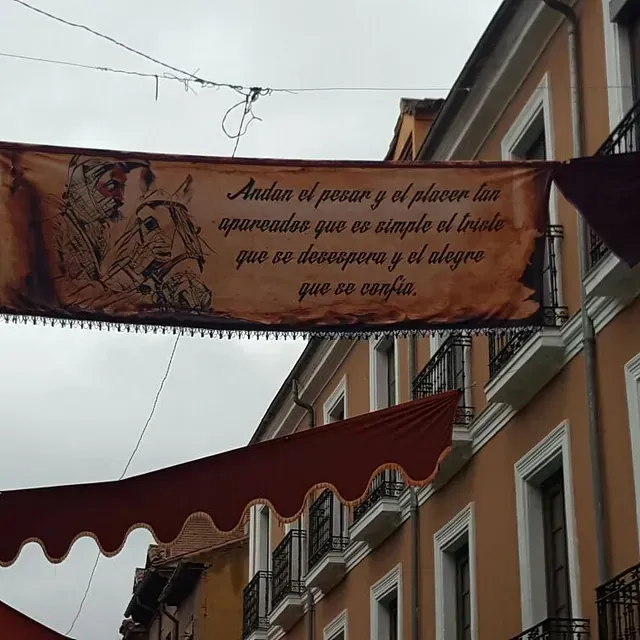 Andan el pesar y el placer tan
apareados que es simple el triste
que se desespera y el alegre
que se confía.